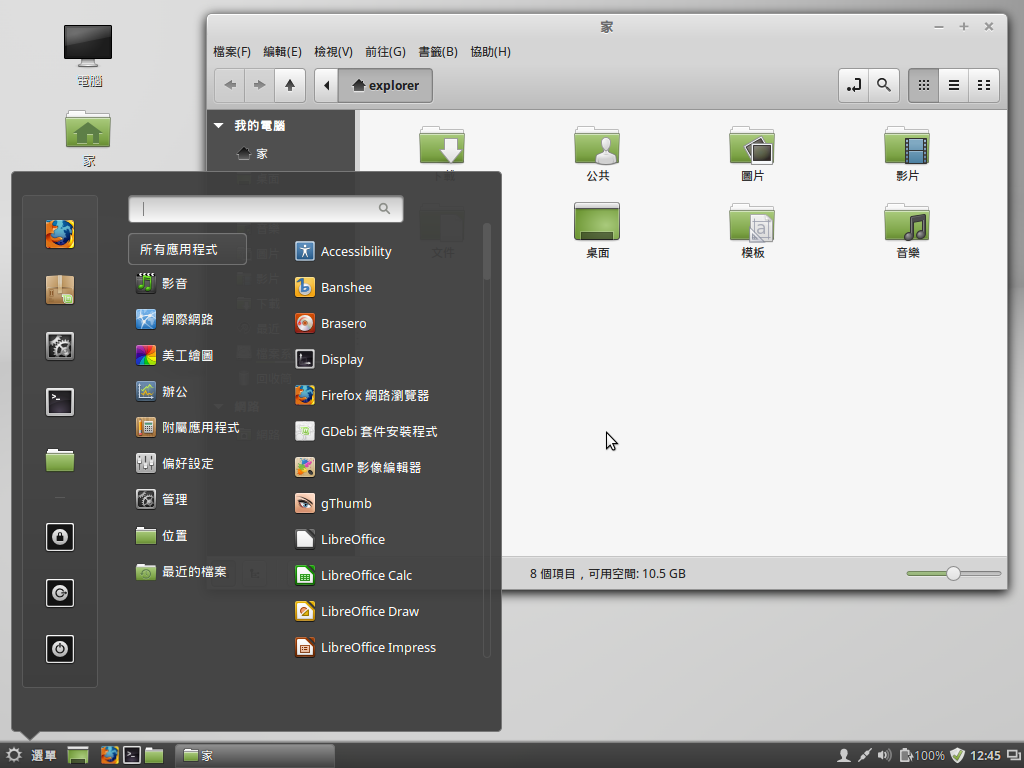 電腦
家
家
檔案(F) 編輯(E) 檢視(V) 前往(G) 書籤(B) 協助(H)
explorer
我的電腦
家
下載
公共
圖片
影片
文件
桌面
模板
音樂
8 個項目，可用空間: 10.5 GB
所有應用程式
影音
網際網路
美工繪圖
辦公
附屬應用程式
偏好設定
管理
位置
最近的檔案
Accessibility
Banshee
Brasero
Display
Firefox 網路瀏覽器
GDebi 套件安裝程式
GIMP 影像編輯器
gThumb
LibreOffice
LibreOffice Calc
LibreOffice Draw
LibreOffice Impress
選單
家
100%
12:45